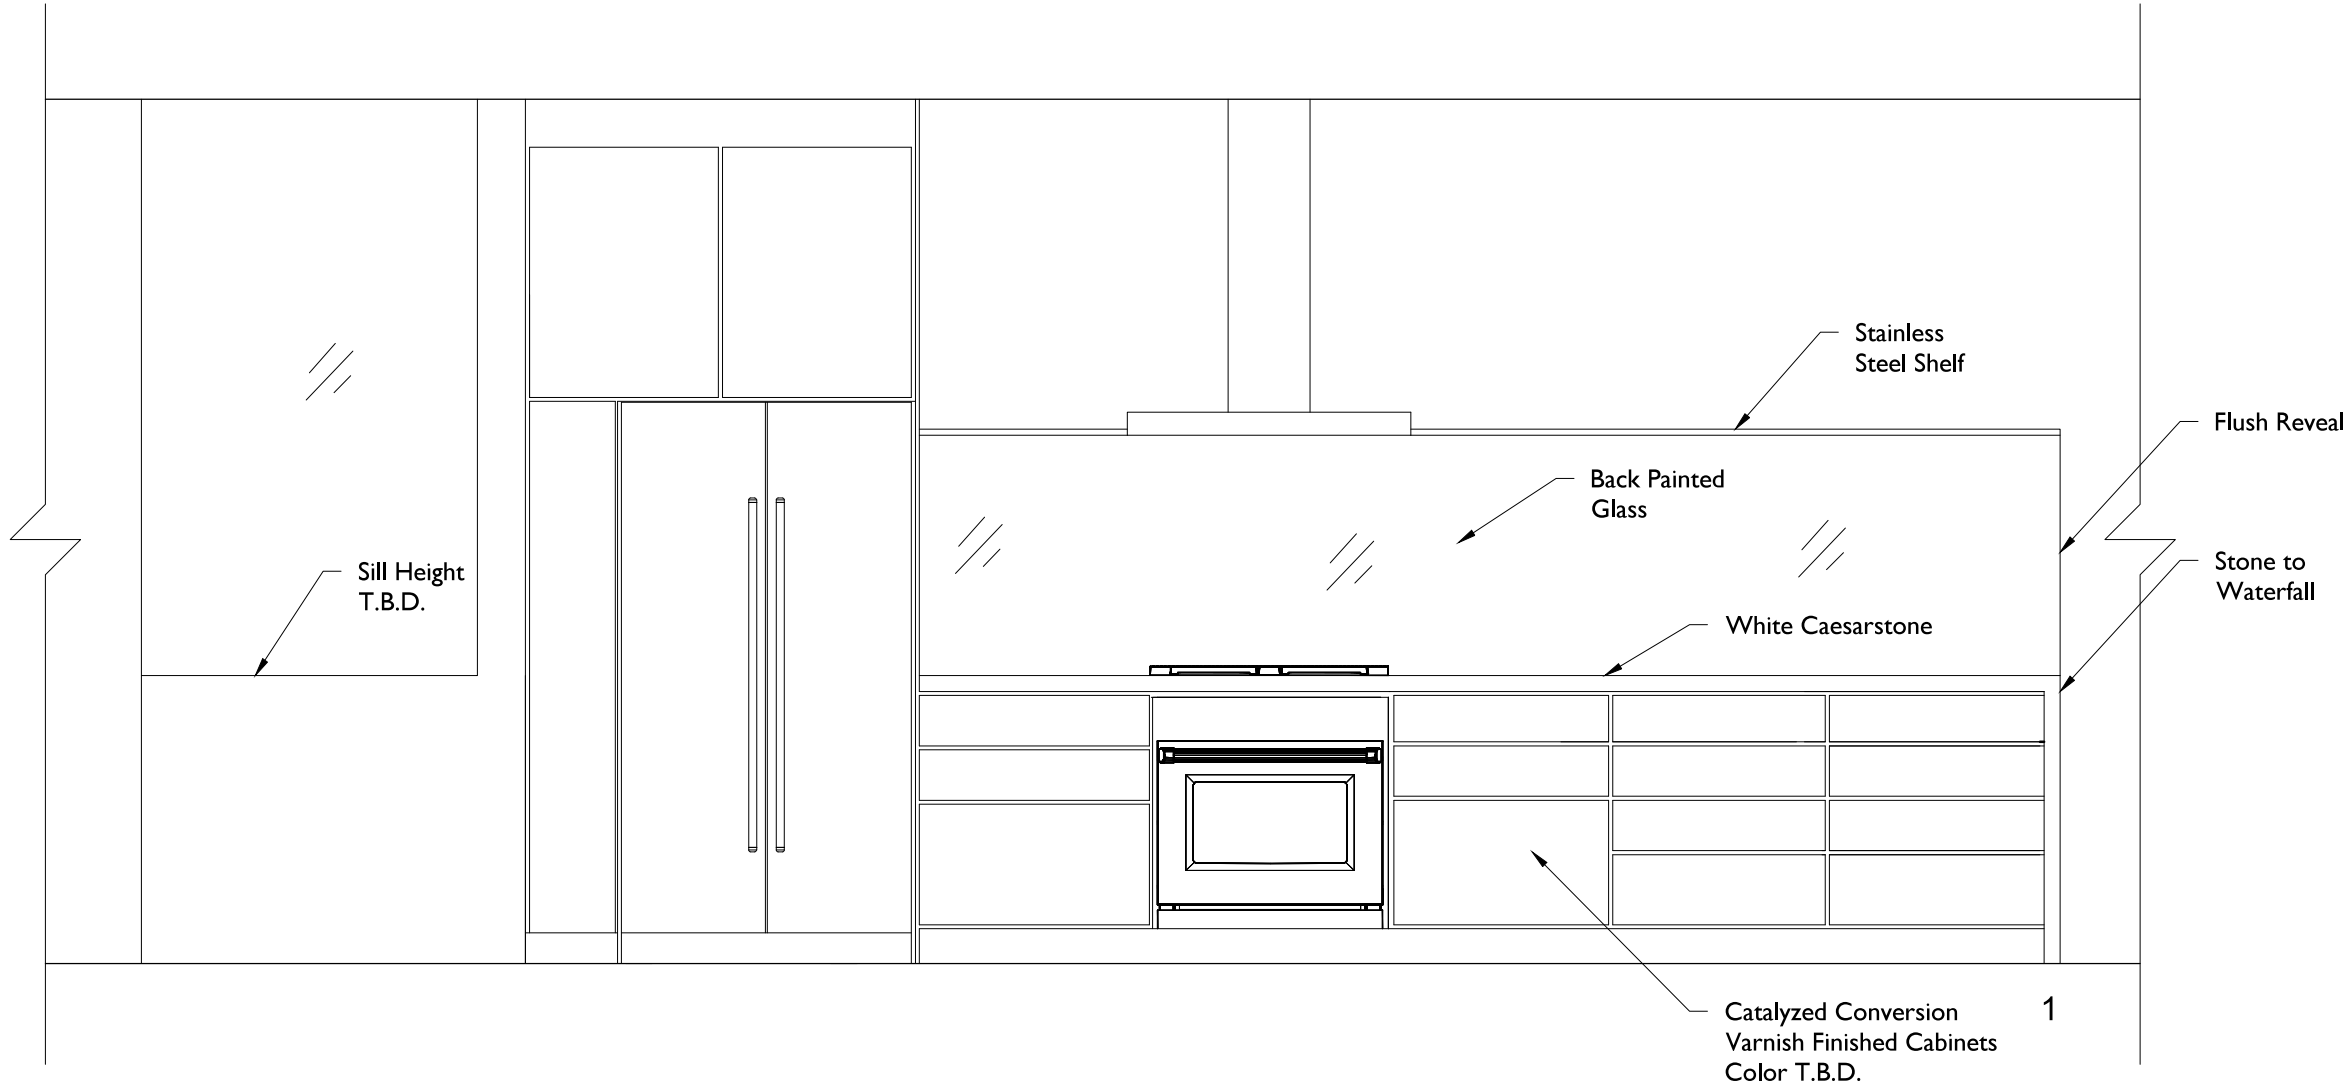 Stainless
Steel Shelf
Flush Reveal
Back Painted
Glass
Sill Height
T.B.D.
Stone to
Waterfall
White Caesarstone
Catalyzed Conversion
Varnish Finished Cabinets
Color T.B.D.
1